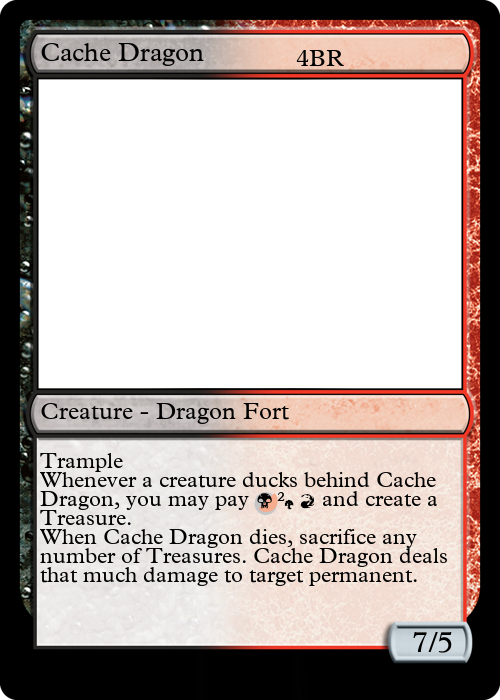 Cache Dragon 4BR
Creature - Dragon Fort
Trample
Whenever a creature ducks behind Cache
Dragon, you may pay 2 and create a
Treasure.
When Cache Dragon dies, sacrifice any
number of Treasures. Cache Dragon deals
that much damage to target permanent.
7/5